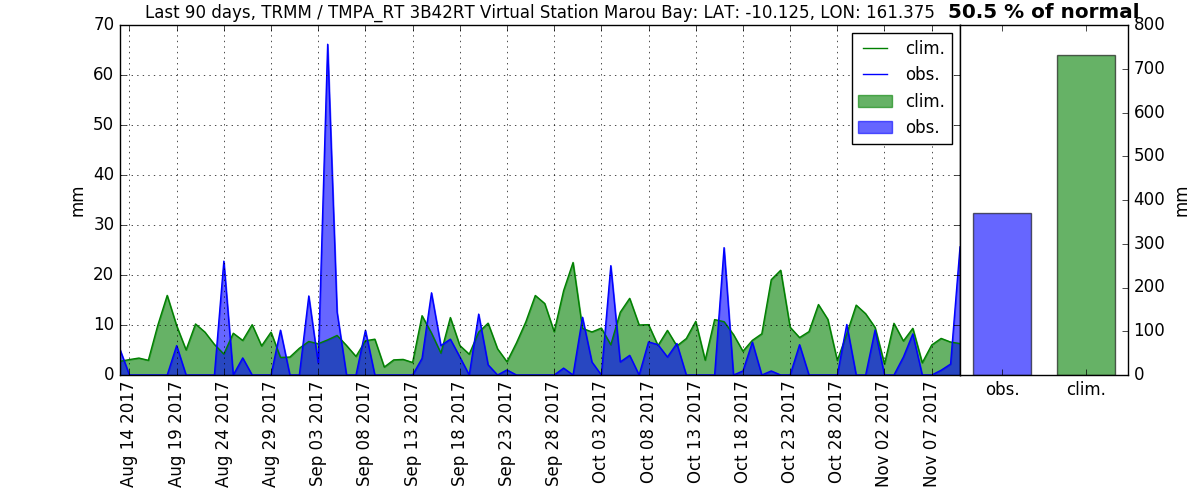 Last 90 days, TRMM / TMPA_RT 3B42RT Virtual Station Marou Bay: LAT: -10.125, LON: 161.375
50.5 % of normal
70
60
50
40
30
20
10
0
mm
clim.
obs.
clim.
obs.
800
700
600
500
400
300
200
100
0
mm
Aug 14 2017
Aug 19 2017
Aug 24 2017
Aug 29 2017
Sep 03 2017
Sep 08 2017
Sep 13 2017
Sep 18 2017
Sep 23 2017
Sep 28 2017
Oct 03 2017
Oct 08 2017
Oct 13 2017
Oct 18 2017
Oct 23 2017
Oct 28 2017
Nov 02 2017
Nov 07 2017
obs.
clim.